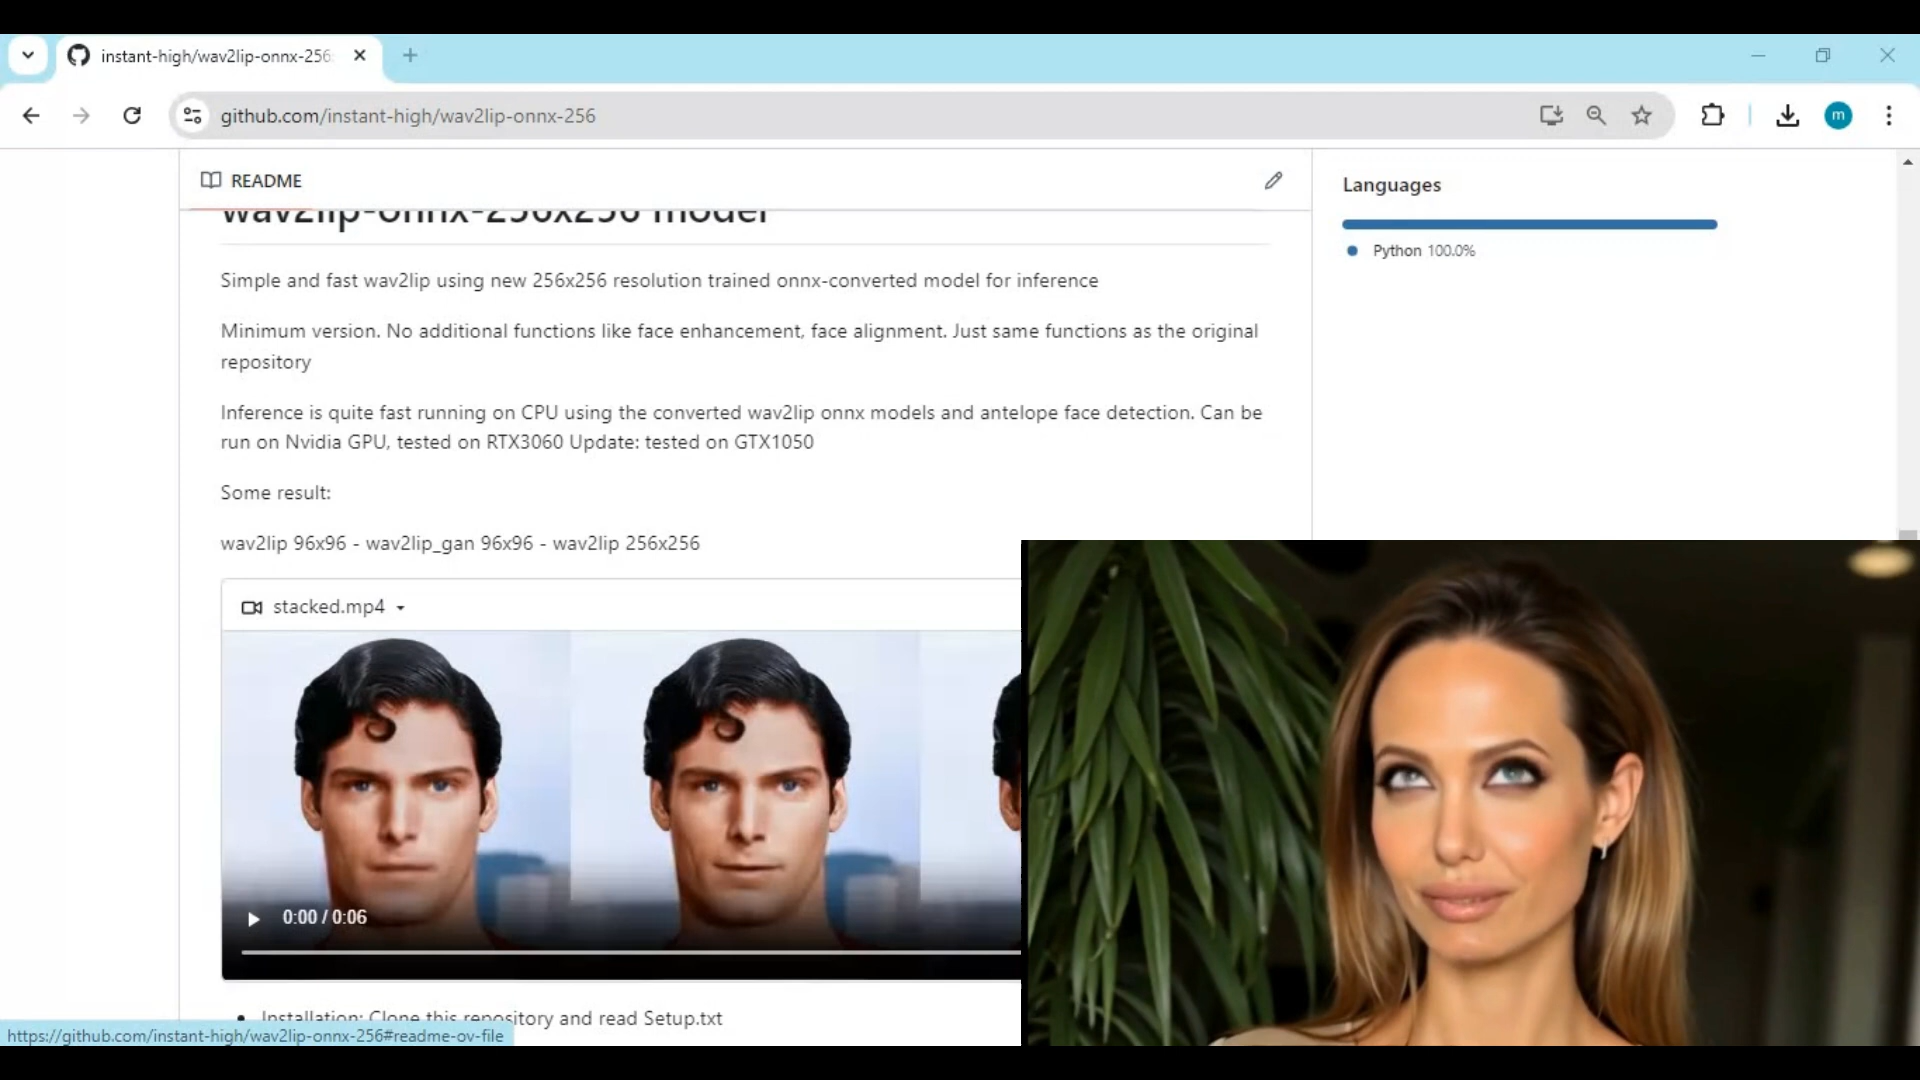 instant-high/wav2lip-onnx-256
github.com/instant-high/wav2lip-onnx-256
m
README
Languages
wav2lip-onnx-256x256 model
Python 100.0%
Simple and fast wav2lip using new 256x256 resolution trained onnx-converted model for inference
Minimum version. No additional functions like face enhancement, face alignment. Just same functions as the original
repository
Inference is quite fast running on CPU using the converted wav2lip onnx models and antelope face detection. Can be
run on Nvidia GPU, tested on RTX3060 Update: tested on GTX1050
Some result:
wav2lip 96x96 - wav2lip_gan 96x96 - wav2lip 256x256
stacked.mp4
0:00 / 0:06
Installation: Clone this repository and read Setup.txt
https://github.com/instant-high/wav2lip-onnx-256#readme-ov-file